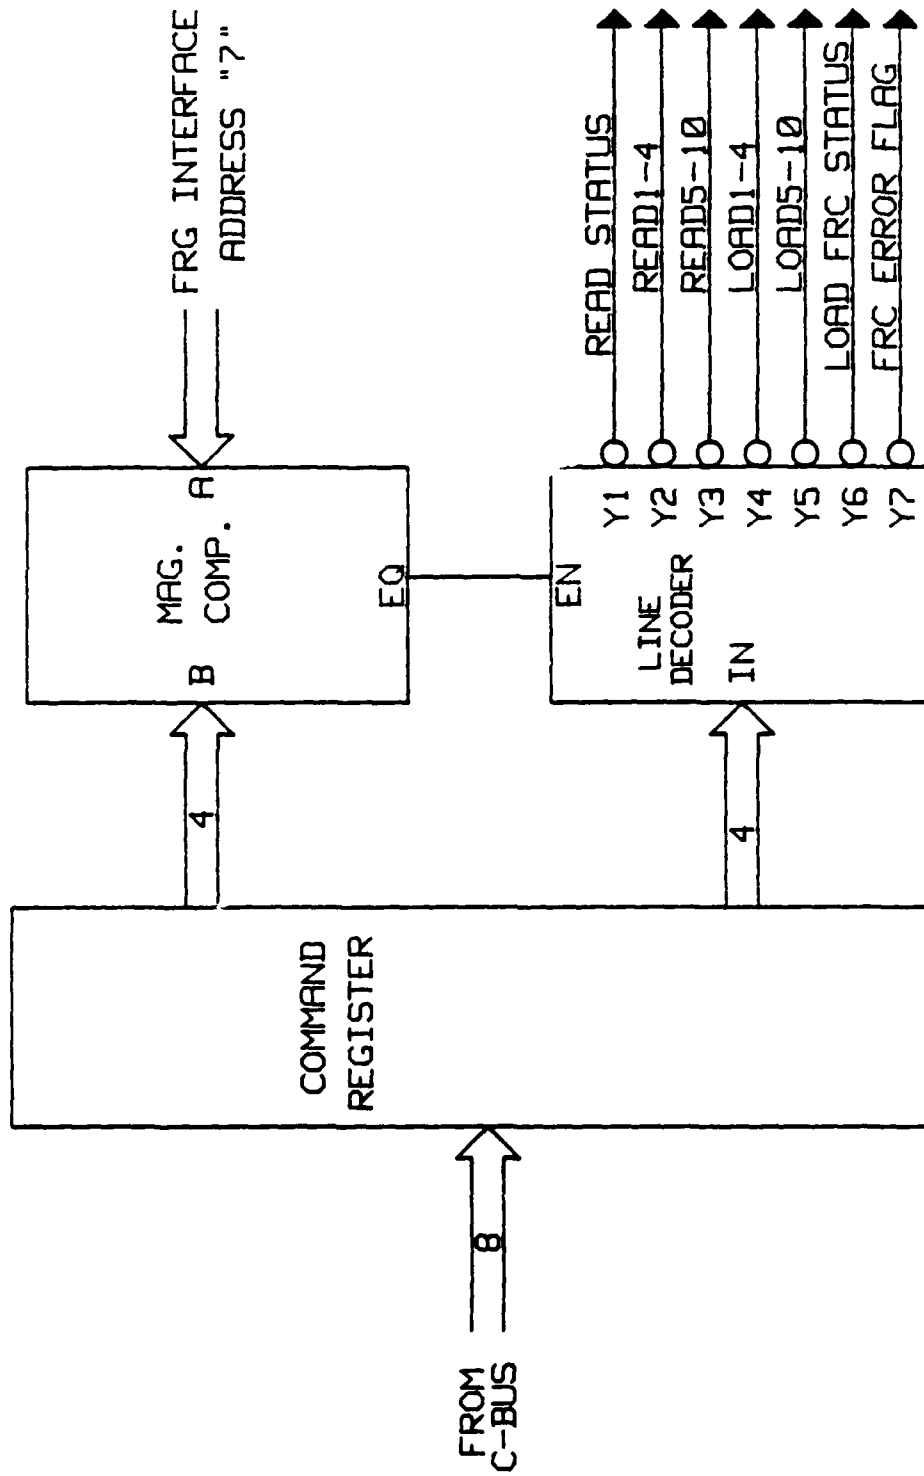 FROM
C-BUS
8
COMMAND
REGISTER
4
4
B
MAG.
COMP.
A
EQ
FRG INTERFACE
ADDRESS "7"
EN
LINE
DECODER
IN
Y1
Y2
Y3
Y4
Y5
Y6
Y7
READ STATUS
READ1-4
READ5-10
LOAD1-4
LOAD5-10
LOAD FRC STATUS
FRC ERROR FLAG